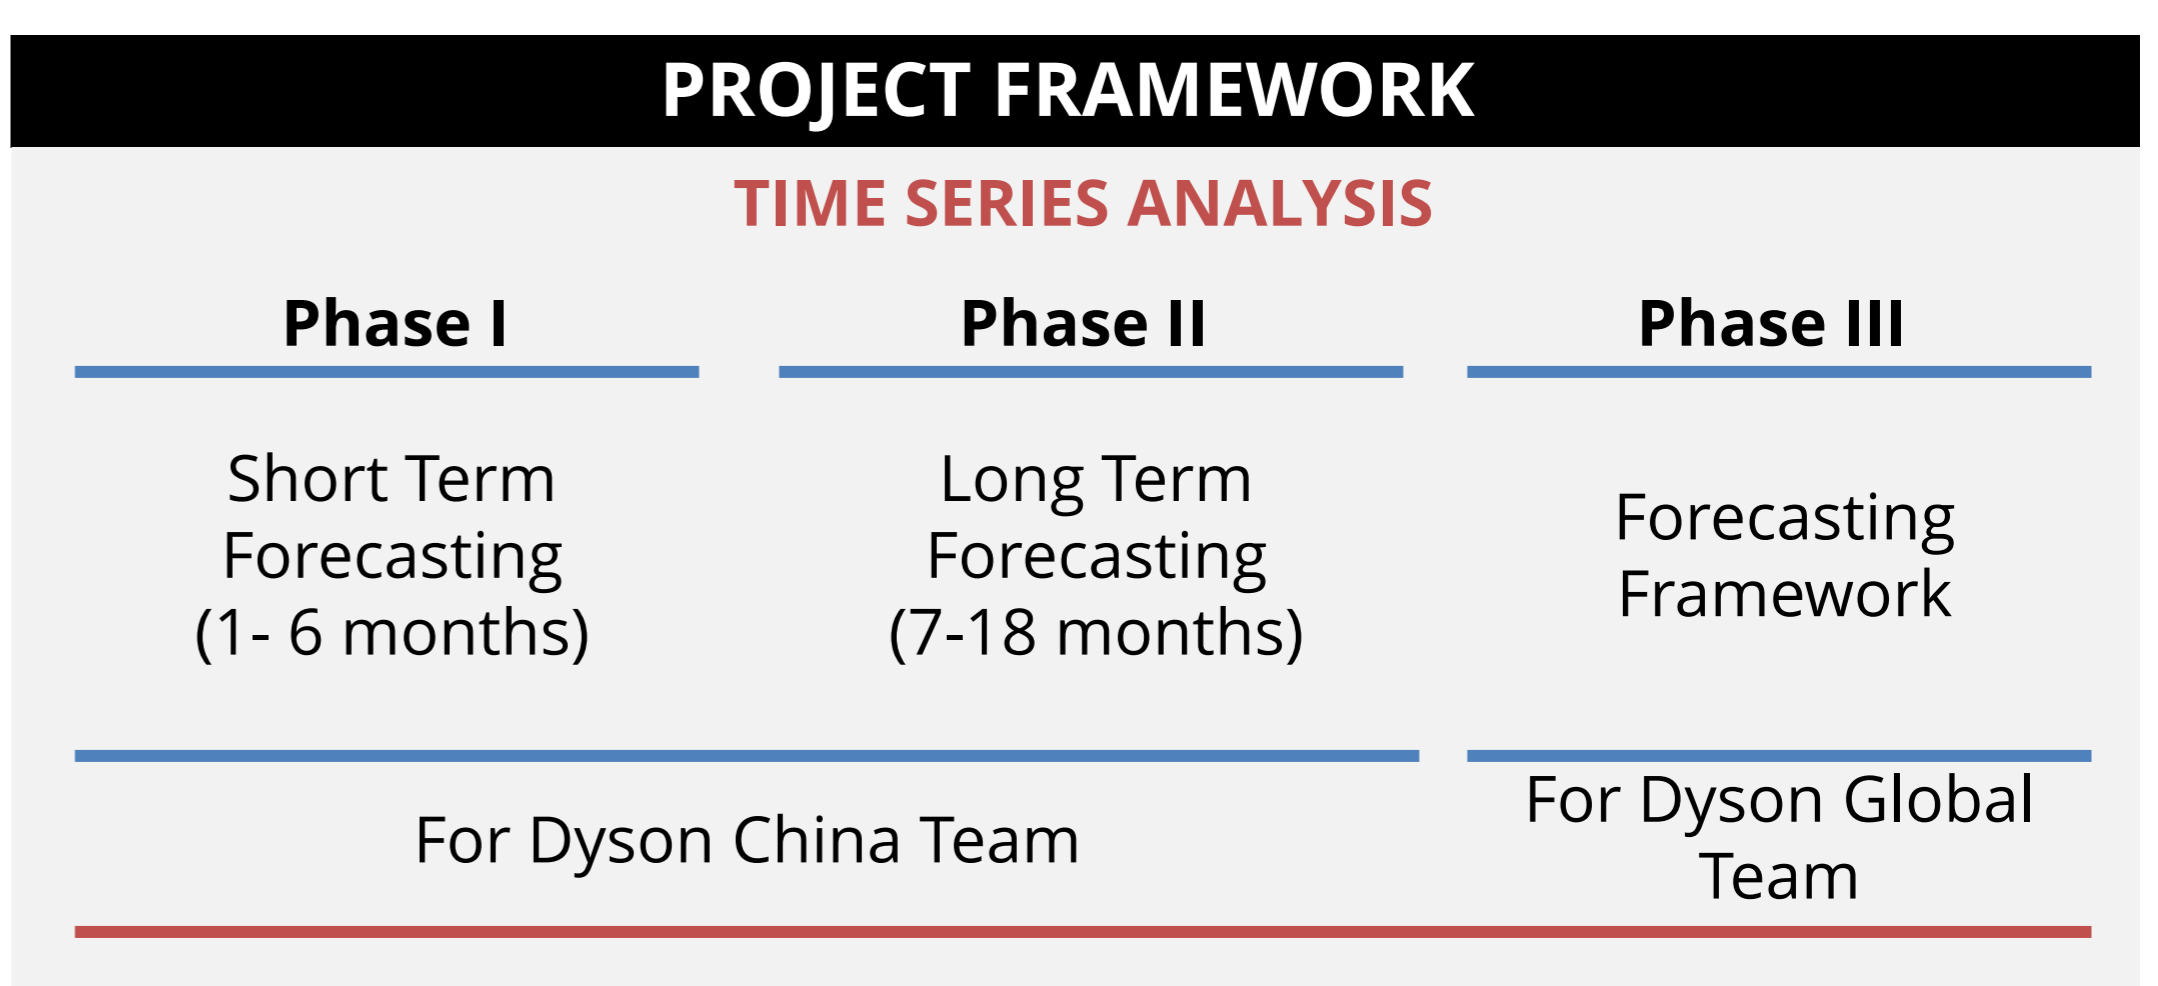 PROJECT FRAMEWORK
TIME SERIES ANALYSIS
Phase I
Phase II
Phase III
Short Term
Forecasting
(1- 6 months)
Long Term
Forecasting
(7-18 months)
Forecasting
Framework
For Dyson China Team
For Dyson Global
Team